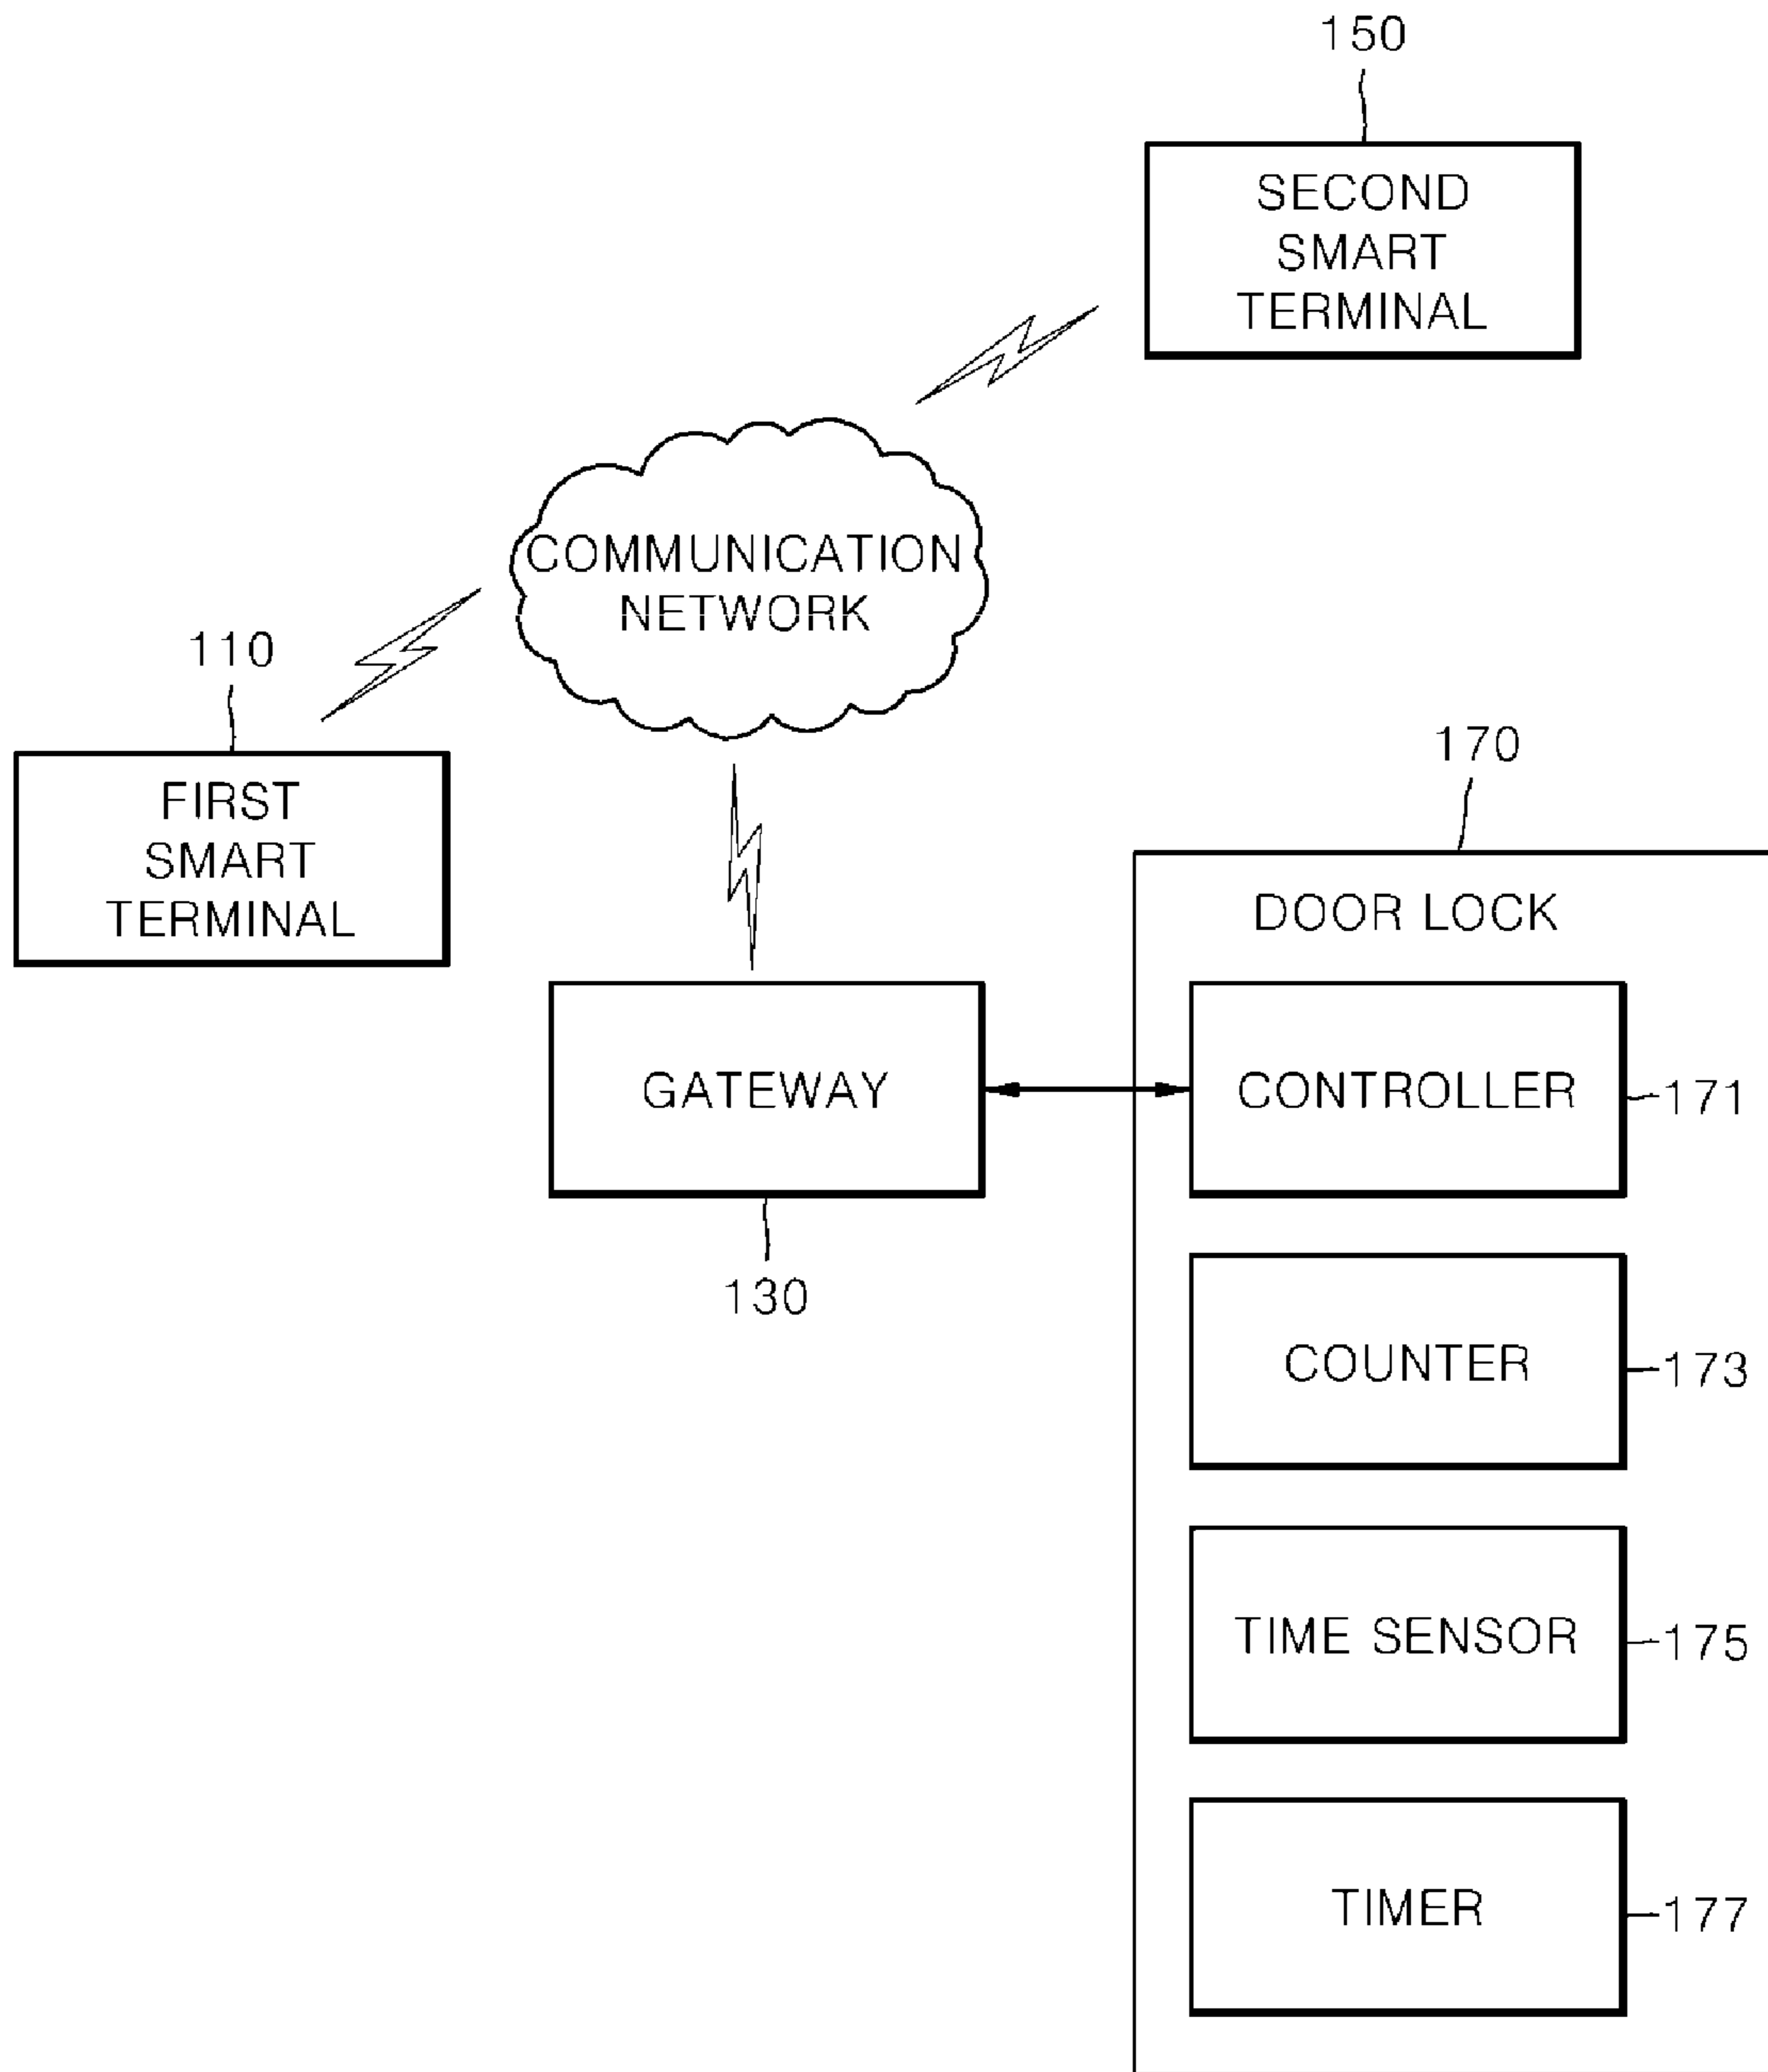 150
SECOND
SMART
TERMINAL
COMMUNICATION
NETWORK
110
FIRST
SMART
TERMINAL
170
DOOR LOCK
GATEWAY
CONTROLLER
171
130
COUNTER
173
TIME SENSOR
175
TIMER
177